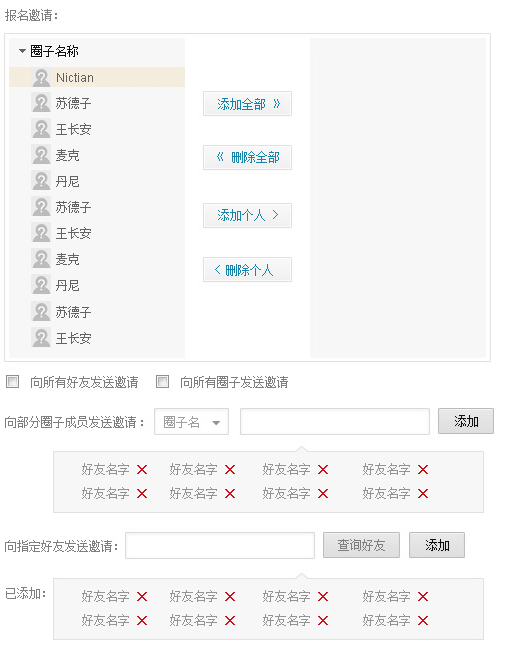 报名邀请：
圈子名称
Nictian
苏德子
王长安
麦克
丹尼
苏德子
王长安
麦克
丹尼
苏德子
王长安
添加全部 》
《 删除全部
添加个人 >
< 删除个人
向所有好友发送邀请 向所有圈子发送邀请
向部分圈子成员发送邀请： 圈子名 添加
好友名字 好友名字 好友名字 好友名字
好友名字 好友名字 好友名字 好友名字
向指定好友发送邀请： 查询好友 添加
已添加： 好友名字 好友名字 好友名字 好友名字
好友名字 好友名字 好友名字 好友名字